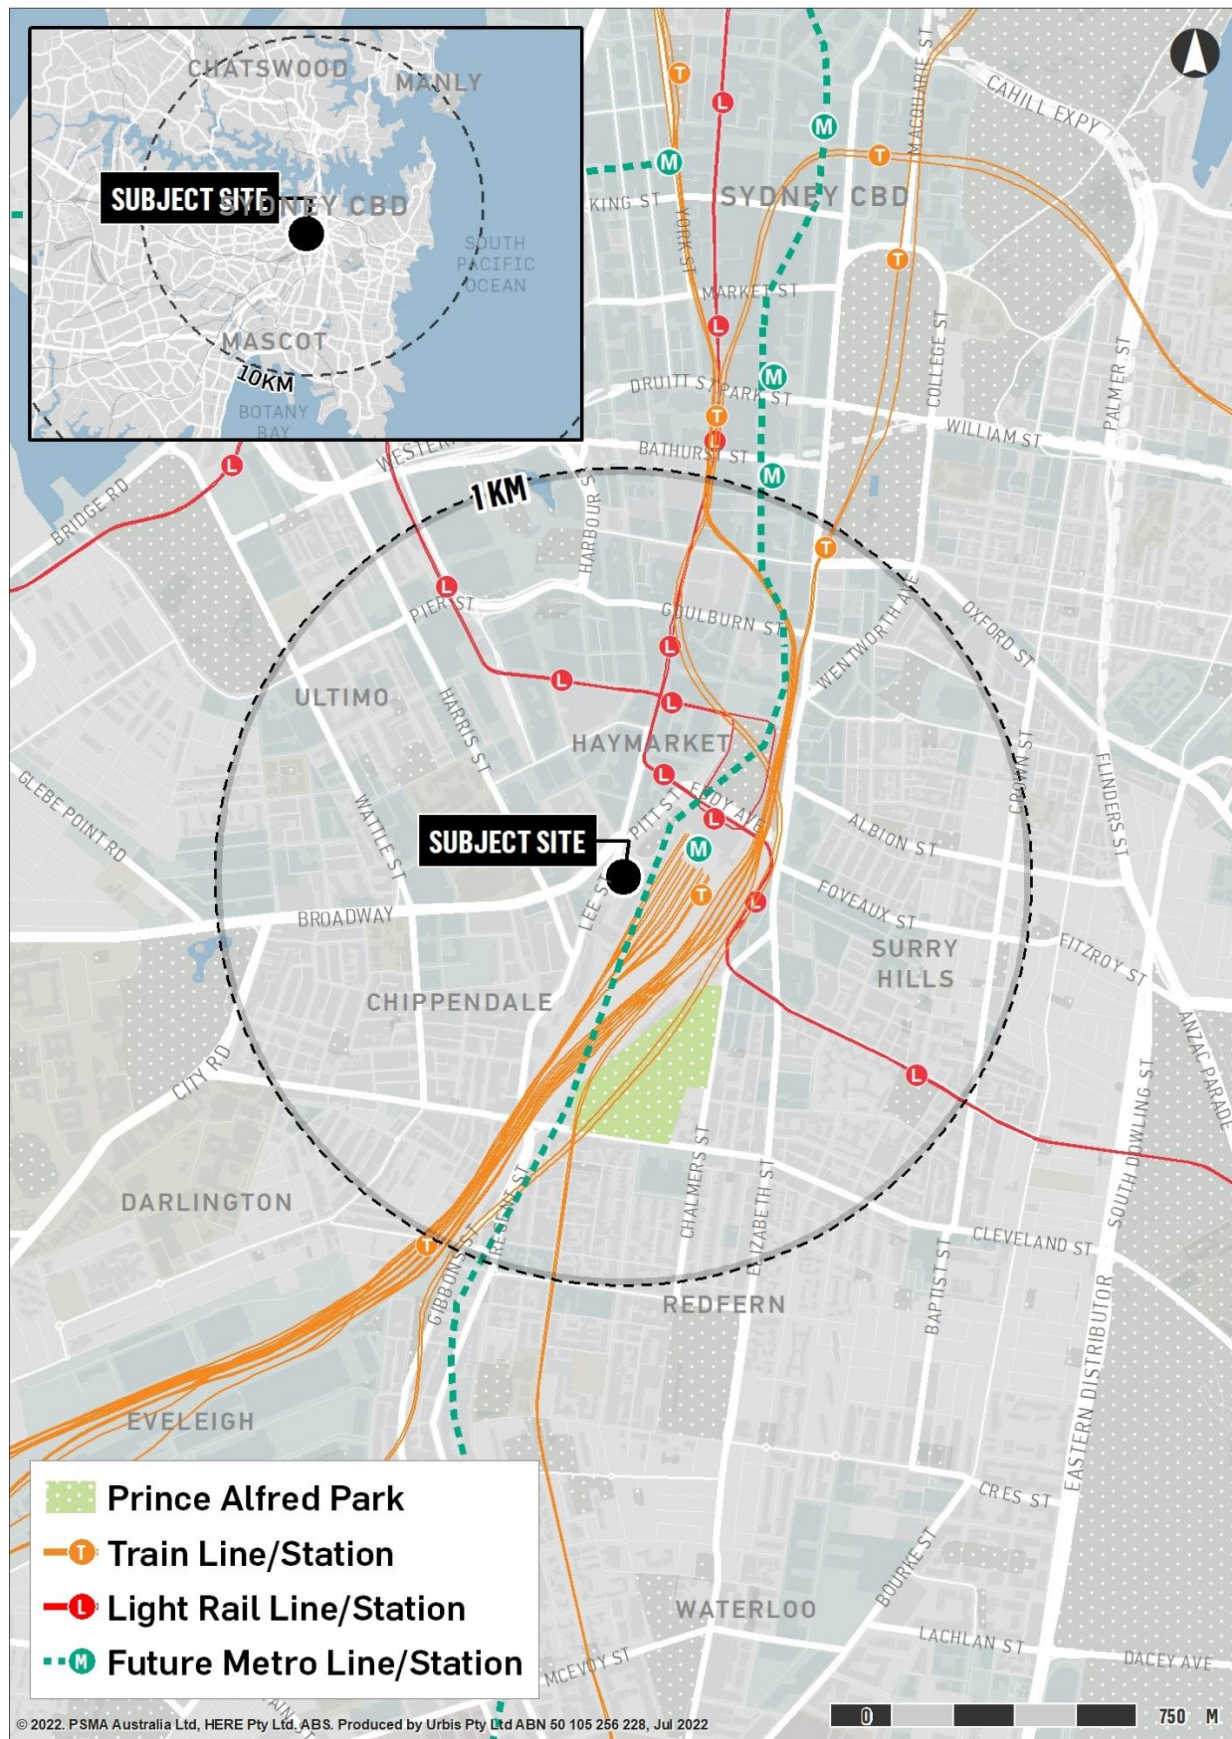 CHATSWOOD
MANLY
SUBJECT SITE
SYDNEY CBD
SOUTH
PACIFIC
OCEAN
MASCOT
10KM
BOTANY
BAY
T
L
MACQUARIE ST
CAHILL EXPY
M
T
M
KING ST
SYDNEY CBD
YORK ST
T
MARKET ST
L
COLLEGE ST
PALMER ST
M
DRUITT ST
PARK ST
T
L
BATHURST ST
WILLIAM ST
L
M
BRIDGE RD
1 KM
HARBOUR S
T
L
PIER ST
GOULBURN ST
WENTWORTH AVE
OXFORD ST
L
L
L
ULTIMO
HARRIS ST
HAYMARKET
CROWN ST
FLINDERS ST
L
GLEBE POINT RD
WATTLE ST
PITT ST
EDDY AVE
L
ALBION ST
SUBJECT SITE
M
T
L
FOVEAUX ST
LEE ST
BROADWAY
SURRY
HILLS
FITZROY ST
CHIPPENDALE
ANZAC PARADE
CITY RD
L
SOUTH DOWLING ST
CHALMERS ST
ELIZABETH ST
DARLINGTON
REGENT ST
GIBBONS ST
T
CLEVELAND ST
BAPTIST ST
REDFERN
EASTERN DISTRIBUTOR
EVELEIGH
CRES ST
BOURKE ST
WATERLOO
LACHLAN ST
DACEY AVE
MCEVOY ST
Prince Alfred Park
T Train Line/Station
L Light Rail Line/Station
M Future Metro Line/Station
© 2022. PSMA Australia Ltd, HERE Pty Ltd. ABS. Produced by Urbis Pty Ltd ABN 50 105 256 228, Jul 2022
0 750 M